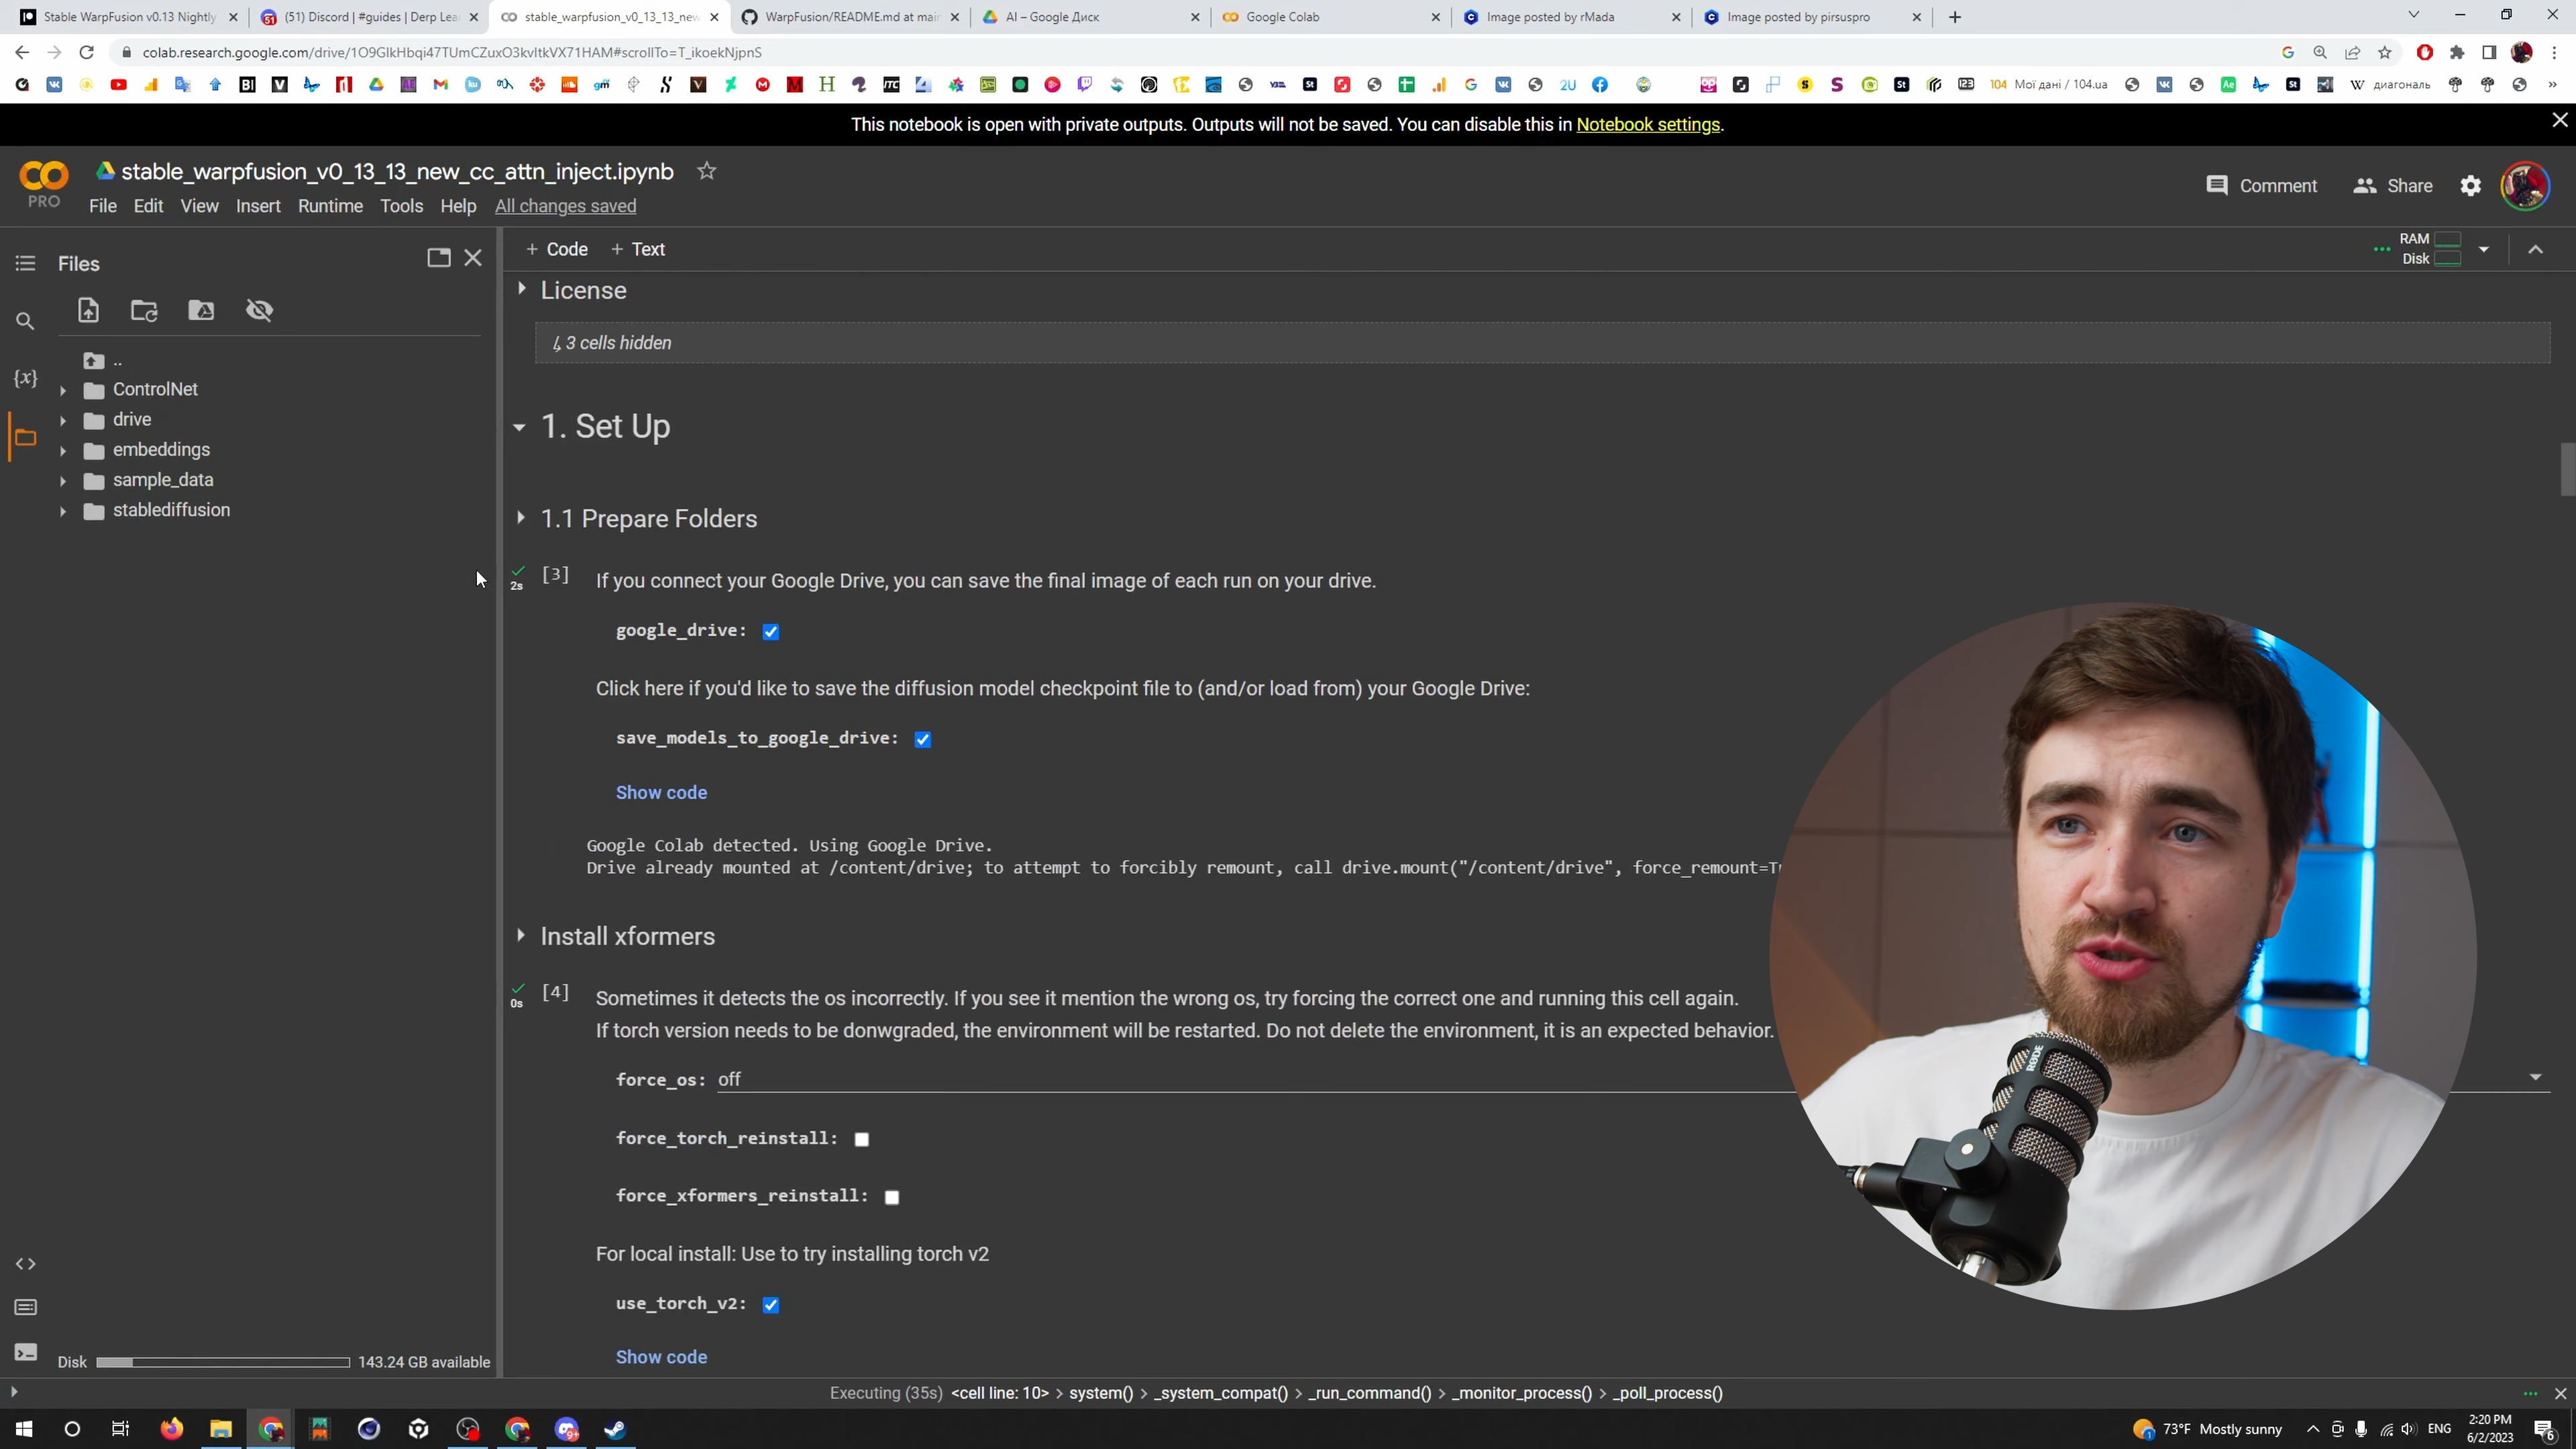 Stable WarpFusion v0.13 Nightly
(51) Discord | #guides | Derp Lea
stable_warpfusion_v0_13_13_new
WarpFusion/README.md at main
AI – Google Диск
Google Colab
Image posted by rMada
Image posted by pirsuspro
colab.research.google.com/drive/1O9GIkHbqi47TUmCZuxO3kvItkVX71HAM#scrollTo=T_ikoekNjpnS
104 Мої дані / 104.ua
диагональ
This notebook is open with private outputs. Outputs will not be saved. You can disable this in Notebook settings.
CO
PRO
stable_warpfusion_v0_13_13_new_cc_attn_inject.ipynb
File Edit View Insert Runtime Tools Help All changes saved
Comment
Share
Files
+ Code + Text
RAM
Disk
License
3 cells hidden
..
ControlNet
drive
embeddings
sample_data
stablediffusion
1. Set Up
1.1 Prepare Folders
2s
[3]
If you connect your Google Drive, you can save the final image of each run on your drive.
google_drive:
Click here if you'd like to save the diffusion model checkpoint file to (and/or load from) your Google Drive:
save_models_to_google_drive:
Show code
Google Colab detected. Using Google Drive.
Drive already mounted at /content/drive; to attempt to forcibly remount, call drive.mount("/content/drive", force_remount=T
Install xformers
0s
[4]
Sometimes it detects the os incorrectly. If you see it mention the wrong os, try forcing the correct one and running this cell again.
If torch version needs to be donwgraded, the environment will be restarted. Do not delete the environment, it is an expected behavior.
force_os: off
force_torch_reinstall:
force_xformers_reinstall:
For local install: Use to try installing torch v2
use_torch_v2:
Show code
RØDE
Disk 143.24 GB available
Executing (35s) <cell line: 10> > system() > _system_compat() > _run_command() > _monitor_process() > _poll_process()
73°F Mostly sunny
ENG
2:20 PM
6/2/2023
6